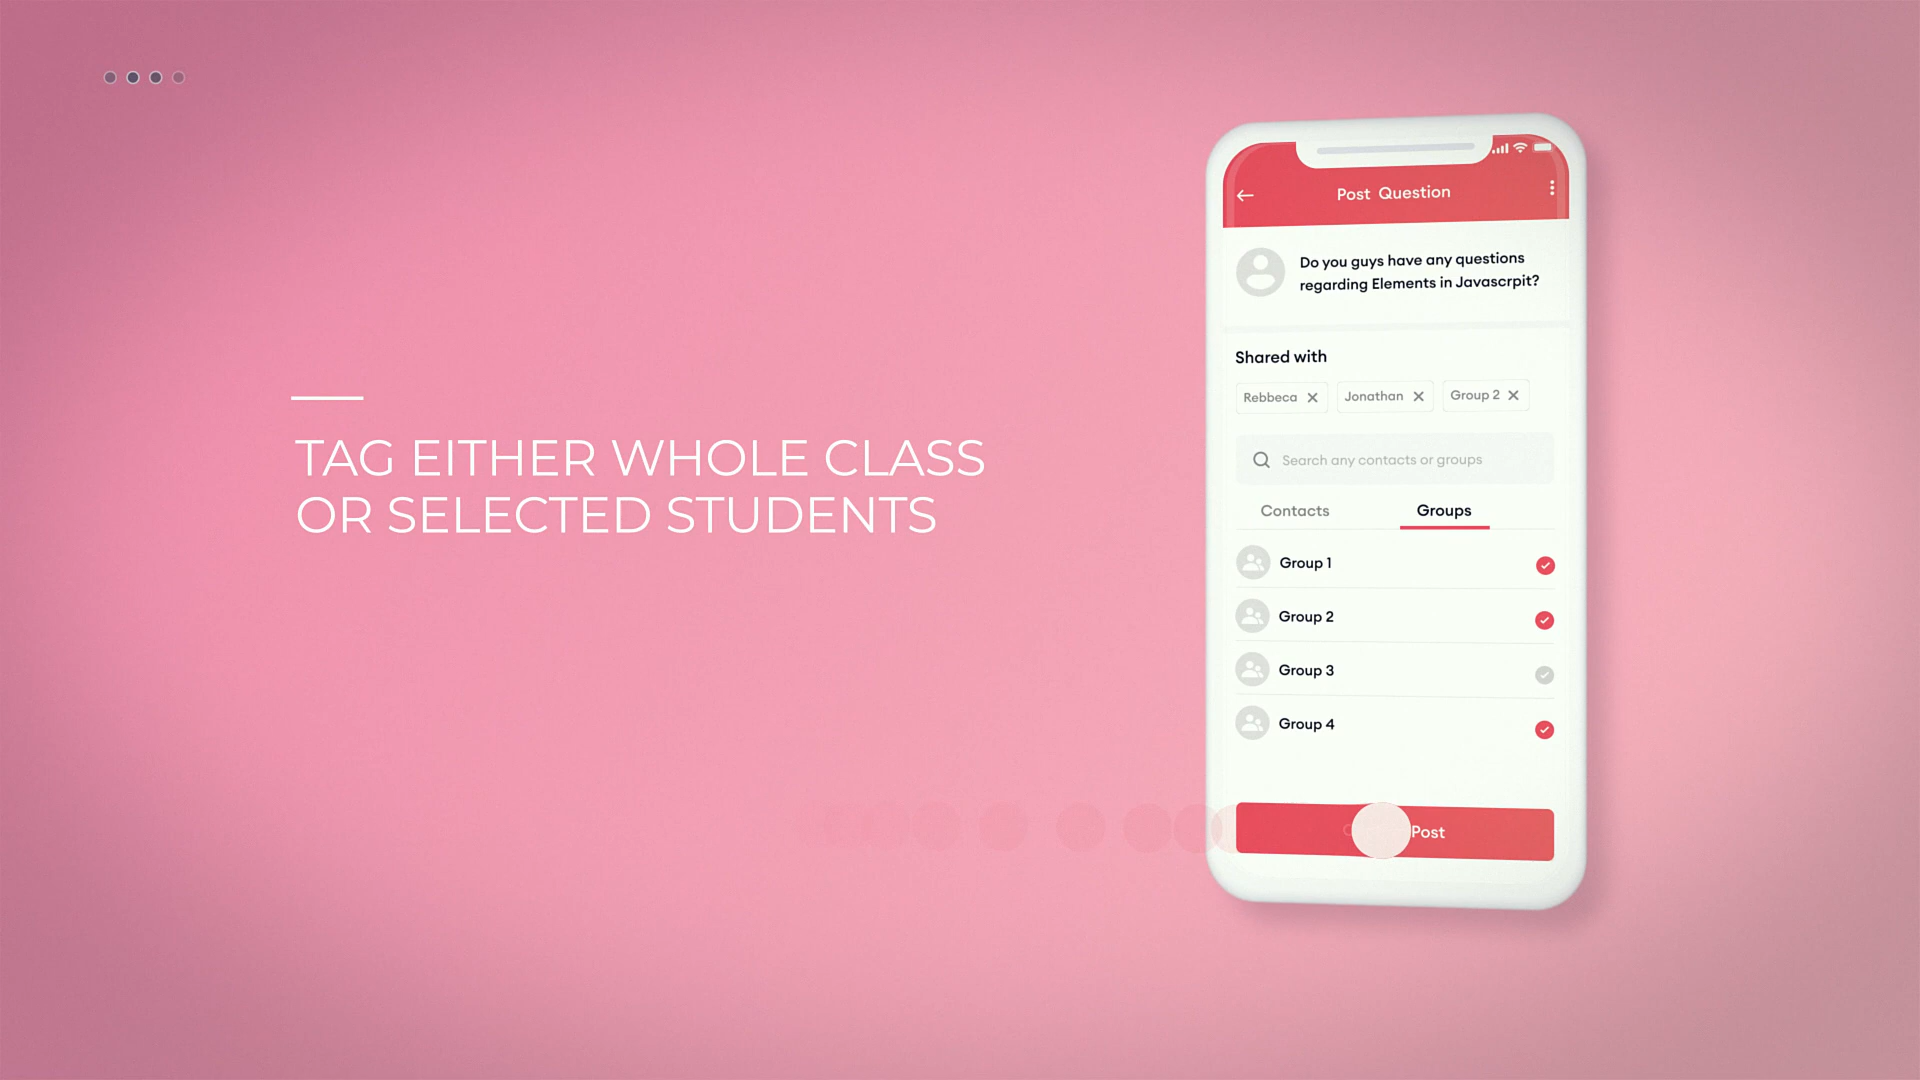 TAG EITHER WHOLE CLASS
OR SELECTED STUDENTS
Post Question
Do you guys have any questions
regarding Elements in Javascrpit?
Shared with
Rebbeca
Jonathan
Group 2
Search any contacts or groups
Contacts
Groups
Group 1
Group 2
Group 3
Group 4
Post